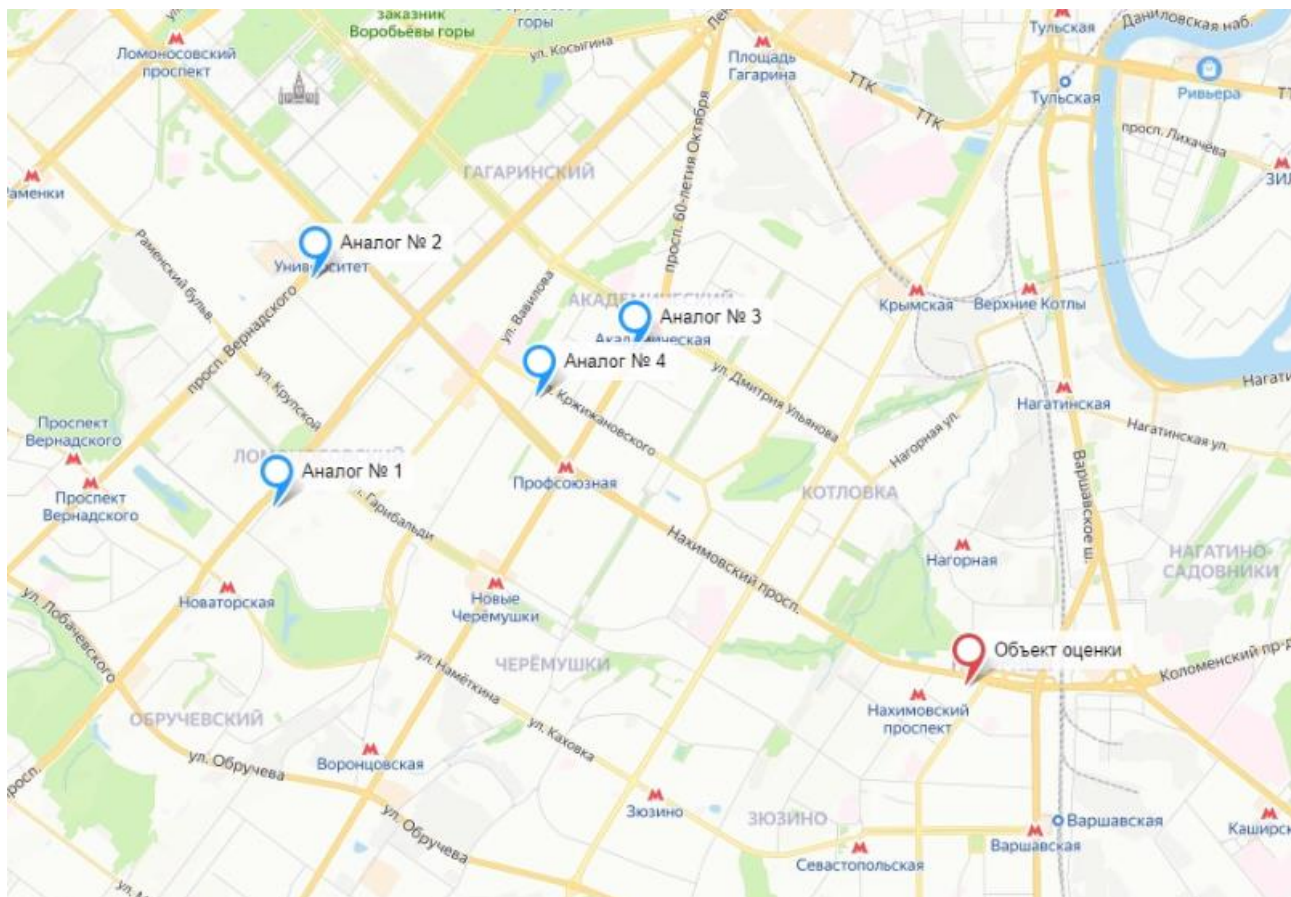 заказник
Воробьёвы горы
горы
Тульская
Даниловская наб.
Ломоносовский
проспект
ул. Косыгина
Площадь
Гагарина
ТТК
Тульская
Ривьера
ТТК
просп. 60-летия Октября
просп. Лихачёва
ГАГАРИНСКИЙ
Раменский бульв.
Аналог № 2
Университет
просп. Вернадского
ул. Вавилова
АКАДЕМИЧЕСКИЙ
Аналог № 3
Академическая
Крымская
Верхние Котлы
Аналог № 4
ул. Дмитрия Ульянова
Кржижановского
ул. Крупской
Нагатинская
Нагорная ул.
Нагатинская ул.
Проспект
Вернадского
Аналог № 1
Проспект
Вернадского
Профсоюзная
Варшавское ш.
КОТЛОВКА
Гарибальди
Нахимовский просп.
Нагорная
НАГАТИНО-
САДОВНИКИ
Новаторская
Новые
Черёмушки
ул. Лобачевского
Объект оценки
ЧЕРЁМУШКИ
Коломенский пр-д
ул. Намёткина
Нахимовский
проспект
ОБРУЧЕВСКИЙ
ул. Каховка
Воронцовская
ул. Обручева
просп.
Зюзино
ЗЮЗИНО
ул. Обручева
Варшавская
Варшавская
Севастопольская